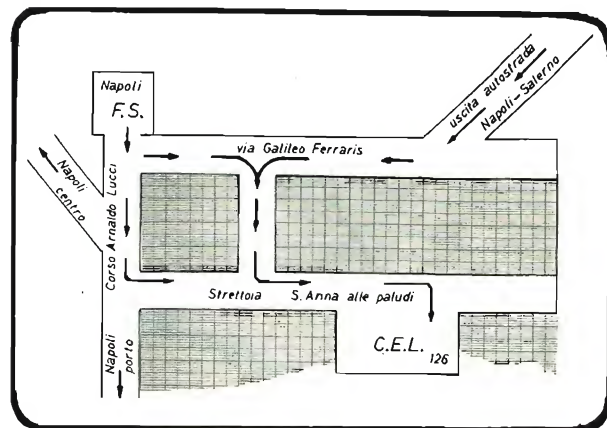 Napoli
F.S.
uscita autostrada
Napoli-Salerno
via Galileo Ferraris
Napoli
centro
Corso Arnaldo Lucci
Strettoia S. Anna alle paludi
C.E.L. 126
Napoli
porto